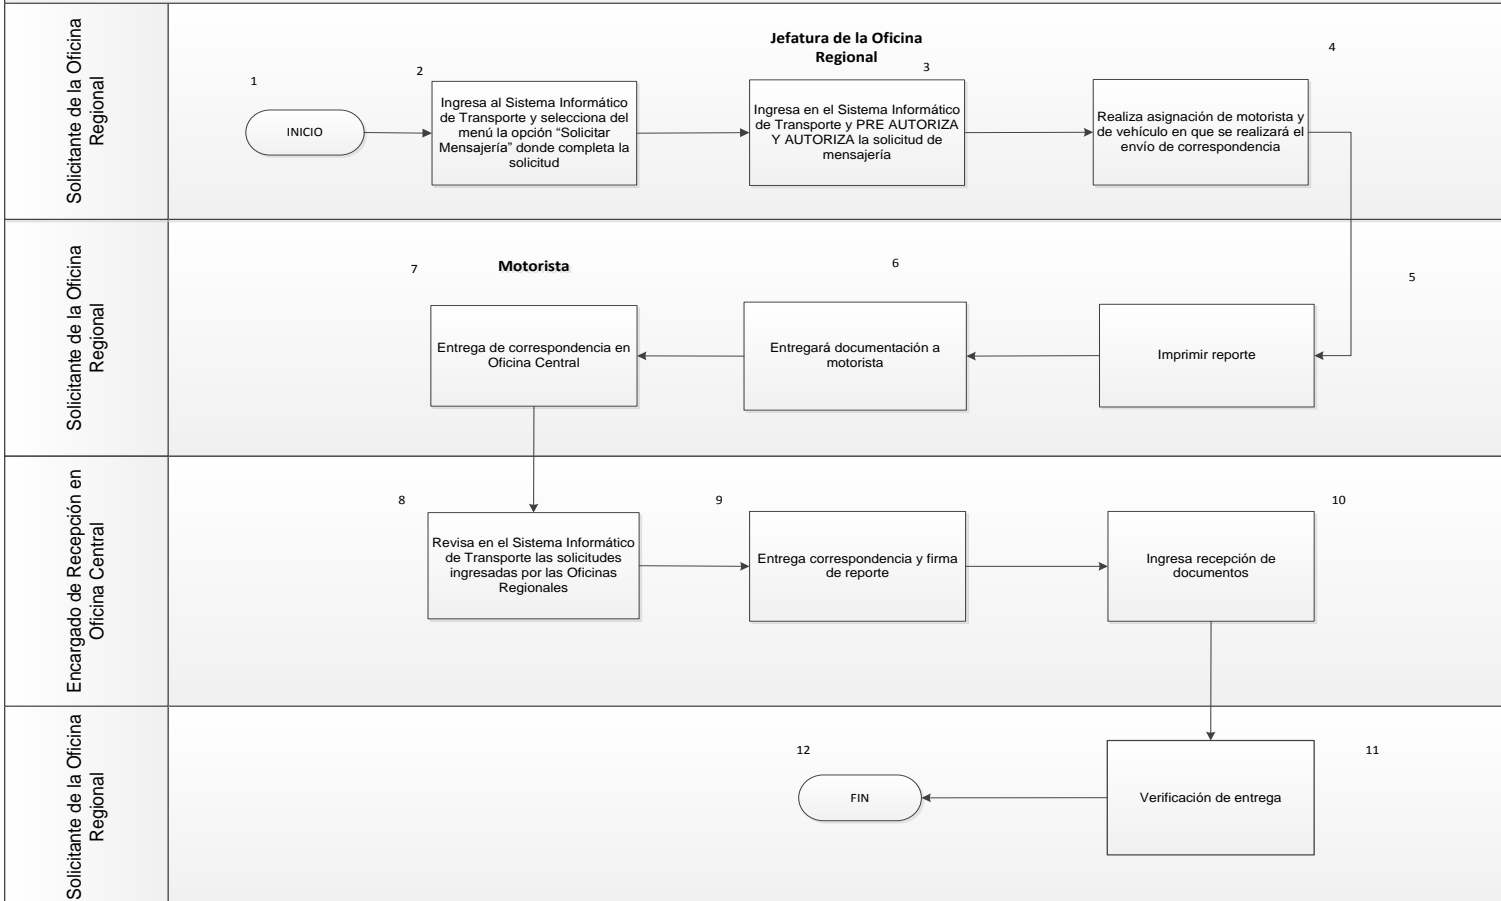 Solicitante de la Oficina
Regional
1
INICIO
2
Ingresa al Sistema Informático
de Transporte y selecciona del
menú la opción “Solicitar
Mensajería” donde completa la
solicitud
Jefatura de la Oficina
Regional
3
Ingresa en el Sistema Informático
de Transporte y PRE AUTORIZA
Y AUTORIZA la solicitud de
mensajería
4
Realiza asignación de motorista y
de vehículo en que se realizará el
envío de correspondencia
Solicitante de la Oficina
Regional
5
Imprimir reporte
6
Entregará documentación a
motorista
7
Motorista
Entrega de correspondencia en
Oficina Central
Encargado de Recepción en
Oficina Central
8
Revisa en el Sistema Informático
de Transporte las solicitudes
ingresadas por las Oficinas
Regionales
9
Entrega correspondencia y firma
de reporte
10
Ingresa recepción de
documentos
Solicitante de la Oficina
Regional
11
Verificación de entrega
12
FIN